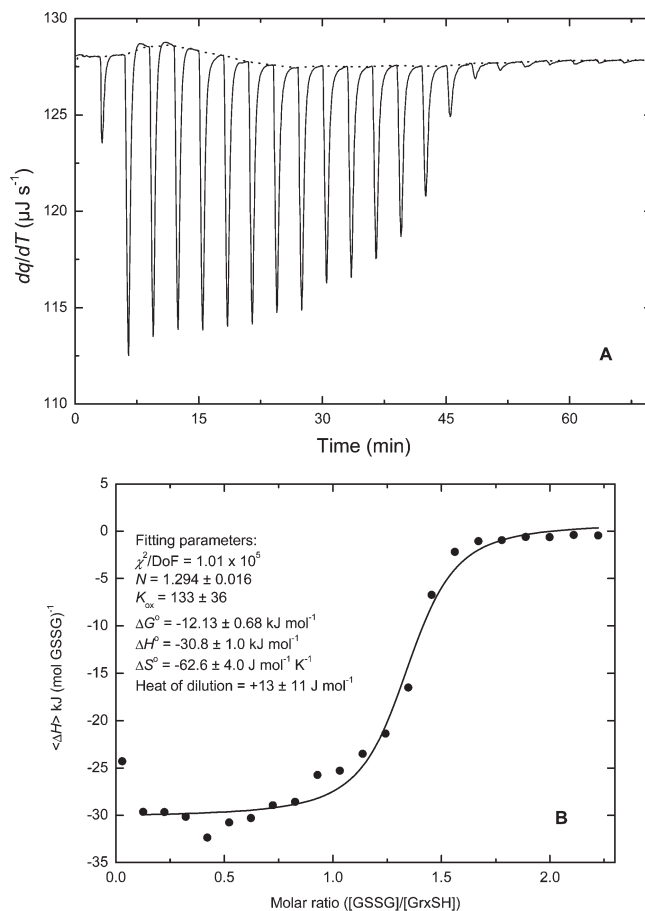 130
125
120
115
110
dq/dT (µJ s⁻¹)
A
0
15
30
45
60
Time (min)
5
0
-5
-10
-15
-20
-25
-30
-35
<ΔH> kJ (mol GSSG)⁻¹
Fitting parameters:
χ²/DoF = 1.01 x 10⁵
N = 1.294 ± 0.016
Kₒₓ = 133 ± 36
ΔG° = -12.13 ± 0.68 kJ mol⁻¹
ΔH° = -30.8 ± 1.0 kJ mol⁻¹
ΔS° = -62.6 ± 4.0 J mol⁻¹ K⁻¹
Heat of dilution = +13 ± 11 J mol⁻¹
B
0.0
0.5
1.0
1.5
2.0
Molar ratio ([GSSG]/[GrxSH])